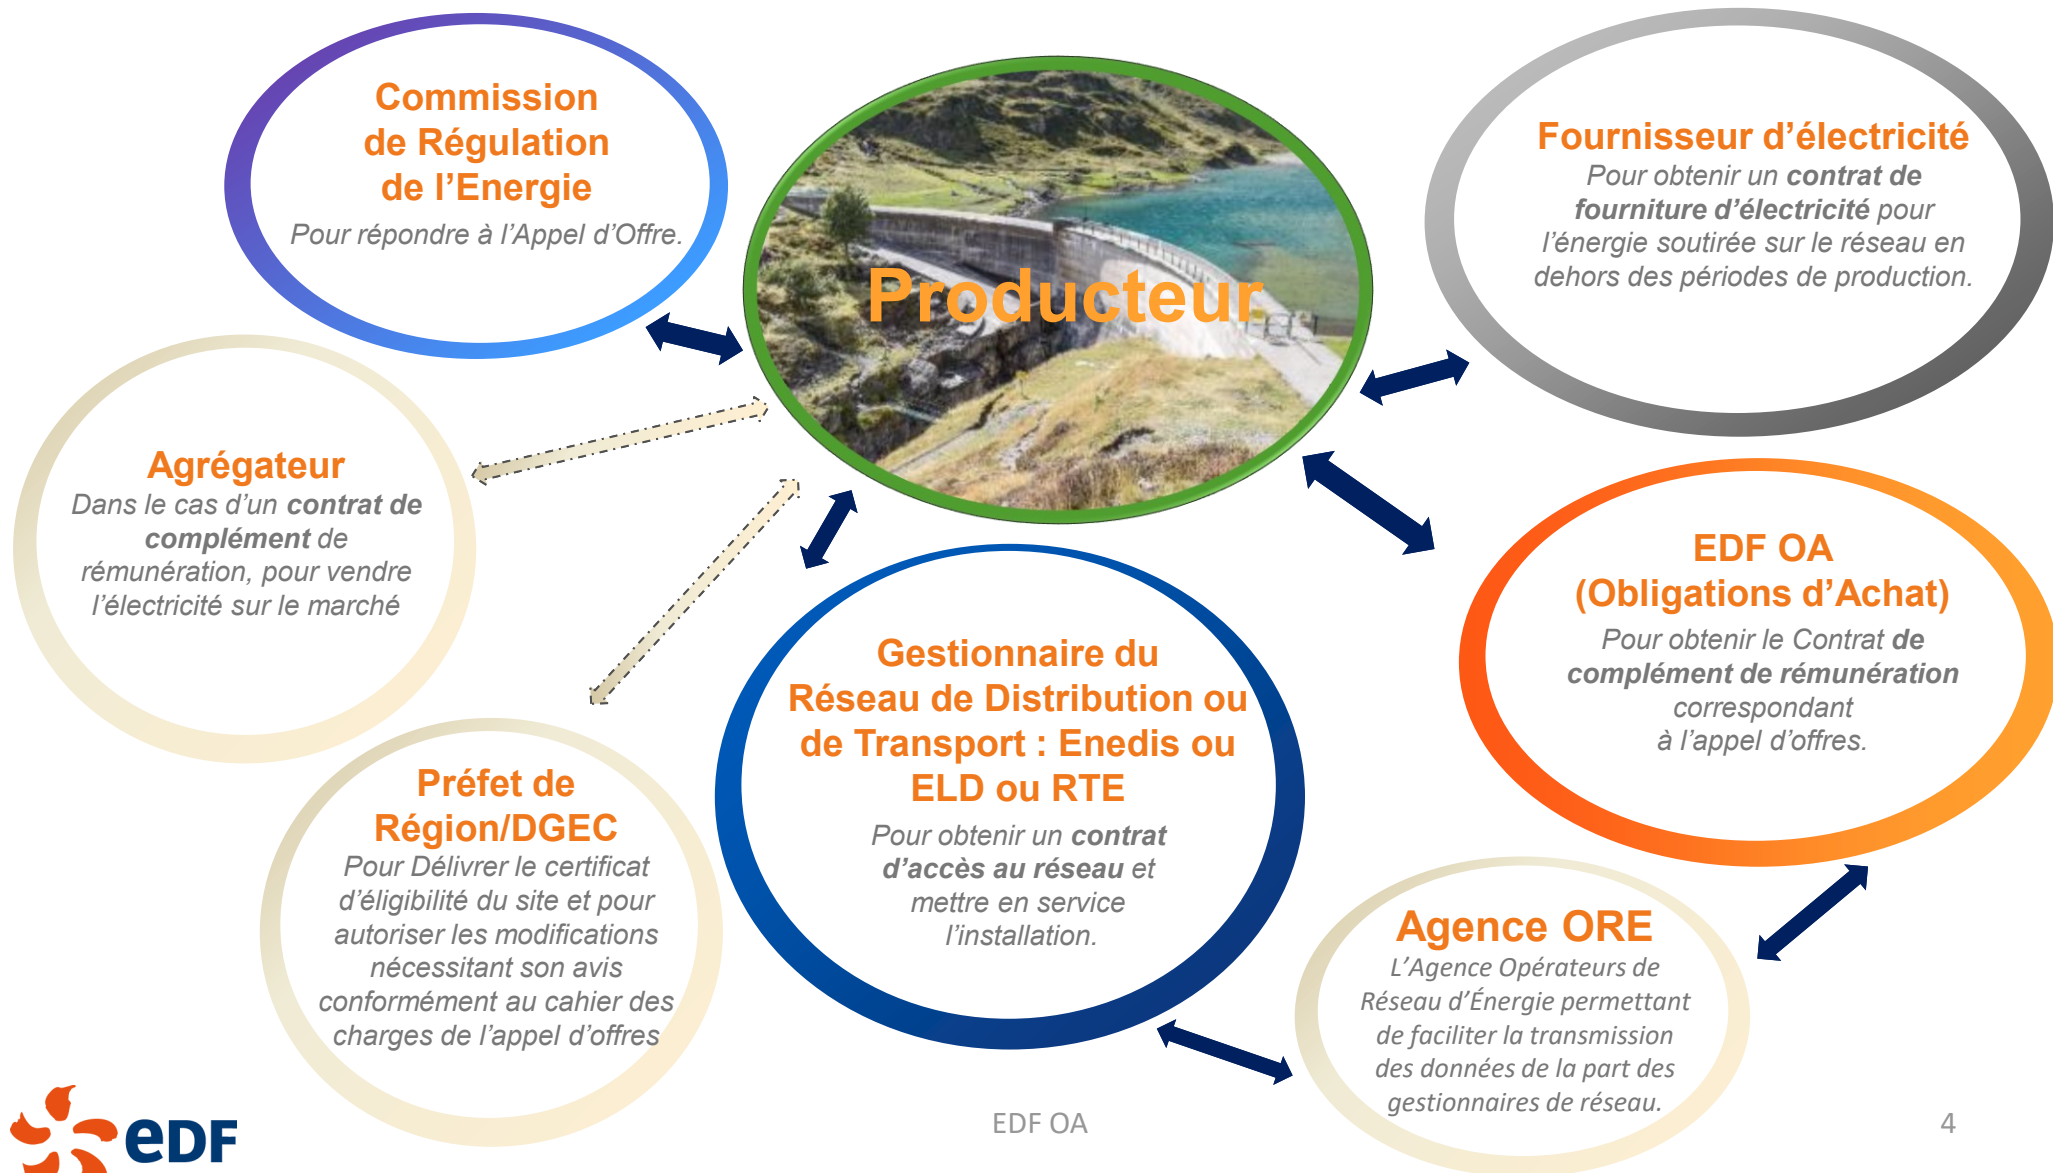 Commission
de Régulation
de l’Energie
Pour répondre à l’Appel d’Offre.
Producteur
Fournisseur d’électricité
Pour obtenir un contrat de
fourniture d’électricité pour
l’énergie soutirée sur le réseau en
dehors des périodes de production.
Agrégateur
Dans le cas d’un contrat de
complément de
rémunération, pour vendre
l’électricité sur le marché
EDF OA
(Obligations d’Achat)
Pour obtenir le Contrat de
complément de rémunération
correspondant
à l’appel d’offres.
Gestionnaire du
Réseau de Distribution ou
de Transport : Enedis ou
ELD ou RTE
Pour obtenir un contrat
d’accès au réseau et
mettre en service
l’installation.
Préfet de
Région/DGEC
Pour Délivrer le certificat
d’éligibilité du site et pour
autoriser les modifications
nécessitant son avis
conformément au cahier des
charges de l’appel d’offres
Agence ORE
L’Agence Opérateurs de
Réseau d’Énergie permettant
de faciliter la transmission
des données de la part des
gestionnaires de réseau.
eDF
EDF OA
4